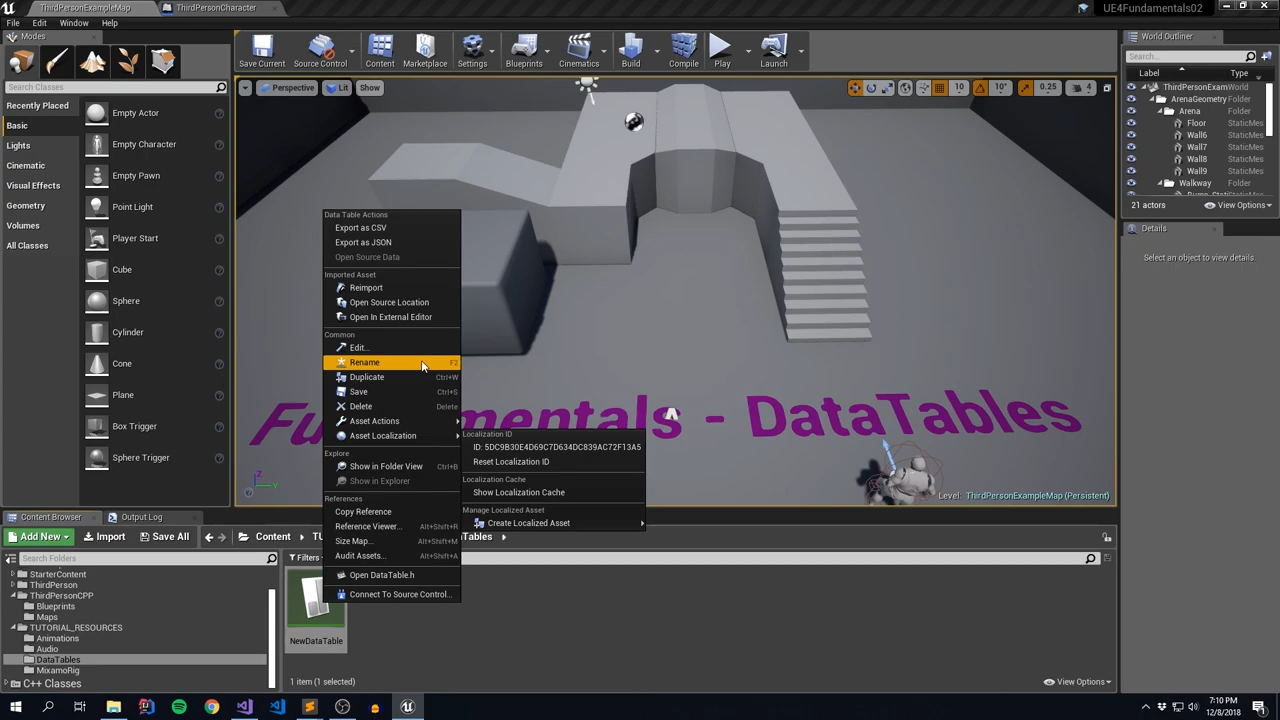 ThirdPersonExampleMap
ThirdPersonCharacter
UE4Fundamentals02
File Edit Window Help
Modes
Search Classes
Recently Placed
Basic
Lights
Cinematic
Visual Effects
Geometry
Volumes
All Classes
Empty Actor
Empty Character
Empty Pawn
Point Light
Player Start
Cube
Sphere
Cylinder
Cone
Plane
Box Trigger
Sphere Trigger
Save Current
Source Control
Content
Marketplace
Settings
Blueprints
Cinematics
Build
Compile
Play
Launch
Perspective
Lit
Show
10
10°
0.25
4
Data Table Actions
Export as CSV
Export as JSON
Open Source Data
Imported Asset
Reimport
Open Source Location
Open In External Editor
Common
Edit...
Rename F2
Duplicate Ctrl+W
Save Ctrl+S
Delete Delete
Asset Actions
Asset Localization
Explore
Show in Folder View Ctrl+B
Show in Explorer
References
Copy Reference
Reference Viewer... Alt+Shift+R
Size Map... Alt+Shift+M
Audit Assets... Alt+Shift+A
Open DataTable.h
Connect To Source Control...
Localization ID
ID: 5DC9B30E4D69C7D634DC839AC72F13A5
Reset Localization ID
Localization Cache
Show Localization Cache
Manage Localized Asset
Create Localized Asset
- DataTables
Level: ThirdPersonExampleMap (Persistent)
World Outliner
Search...
Label Type
ThirdPersonExam World
ArenaGeometry Folder
Arena Folder
Floor StaticMes
Wall6 StaticMes
Wall7 StaticMes
Wall8 StaticMes
Wall9 StaticMes
Walkway Folder
21 actors
View Options
Details
Select an object to view details.
Content Browser
Output Log
Add New
Import
Save All
Content
Search Folders
Filters
StarterContent
ThirdPerson
ThirdPersonCPP
Blueprints
Maps
TUTORIAL_RESOURCES
Animations
Audio
DataTables
MixamoRig
C++ Classes
NewDataTable
1 item (1 selected)
View Options
7:10 PM
12/8/2018